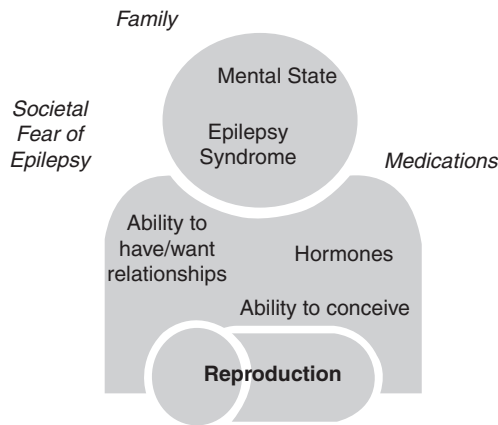 Family
Mental State
Societal
Fear of
Epilepsy
Epilepsy
Syndrome
Medications
Ability to
have/want
relationships
Hormones
Ability to conceive
Reproduction